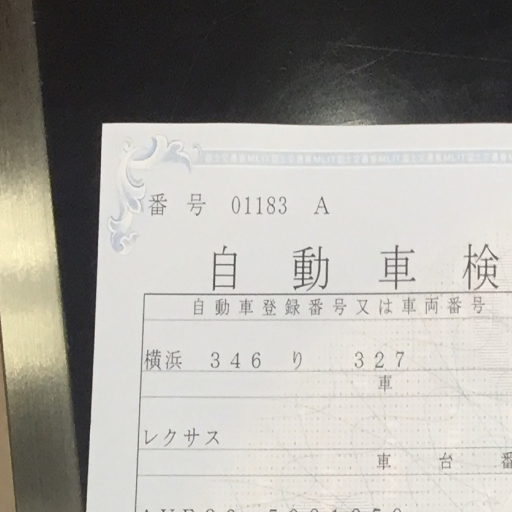 番号 01183 A
自動車検
自動車登録番号又は車両番号
横浜 346 り 327
車
レクサス
車台番